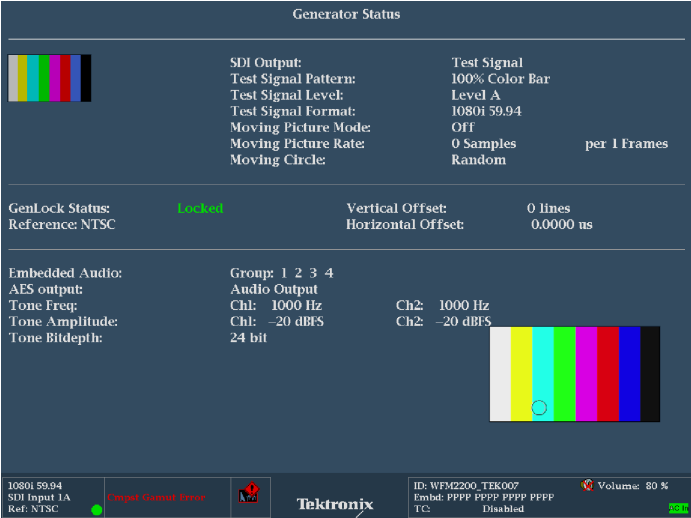 Generator Status
SDI Output: Test Signal
Test Signal Pattern: 100% Color Bar
Test Signal Level: Level A
Test Signal Format: 1080i 59.94
Moving Picture Mode: Off
Moving Picture Rate: 0 Samples per 1 Frames
Moving Circle: Random
GenLock Status: Locked Vertical Offset: 0 lines
Reference: NTSC Horizontal Offset: 0.0000 us
Embedded Audio: Group: 1 2 3 4
AES output: Audio Output
Tone Freq: Ch1: 1000 Hz Ch2: 1000 Hz
Tone Amplitude: Ch1: −20 dBFS Ch2: −20 dBFS
Tone Bitdepth: 24 bit
1080i 59.94
SDI Input 1A
Ref: NTSC
Cmpst Gamut Error
Tektronix
ID: WFM2200_TEK007
Embd: PPPP PPPP PPPP PPPP
TC: Disabled
Volume: 80 %
AC In